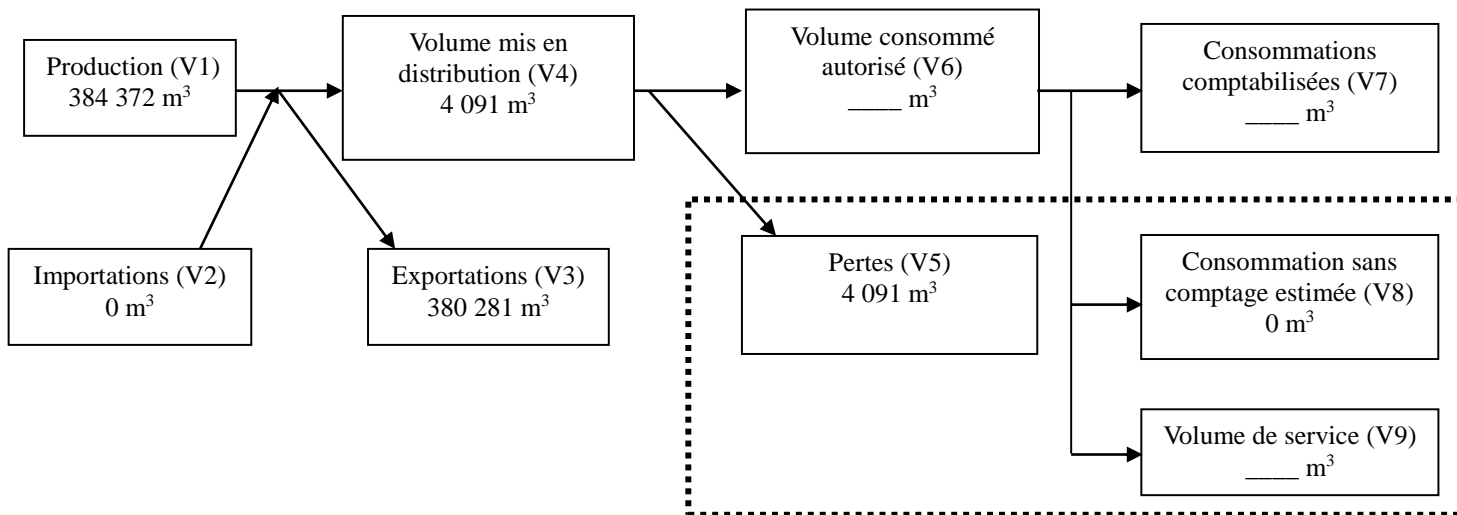 Production (V1)
384 372 m³
Volume mis en
distribution (V4)
4 091 m³
Volume consommé
autorisé (V6)
____ m³
Consommations
comptabilisées (V7)
____ m³
Importations (V2)
0 m³
Exportations (V3)
380 281 m³
Pertes (V5)
4 091 m³
Consommation sans
comptage estimée (V8)
0 m³
Volume de service (V9)
____ m³